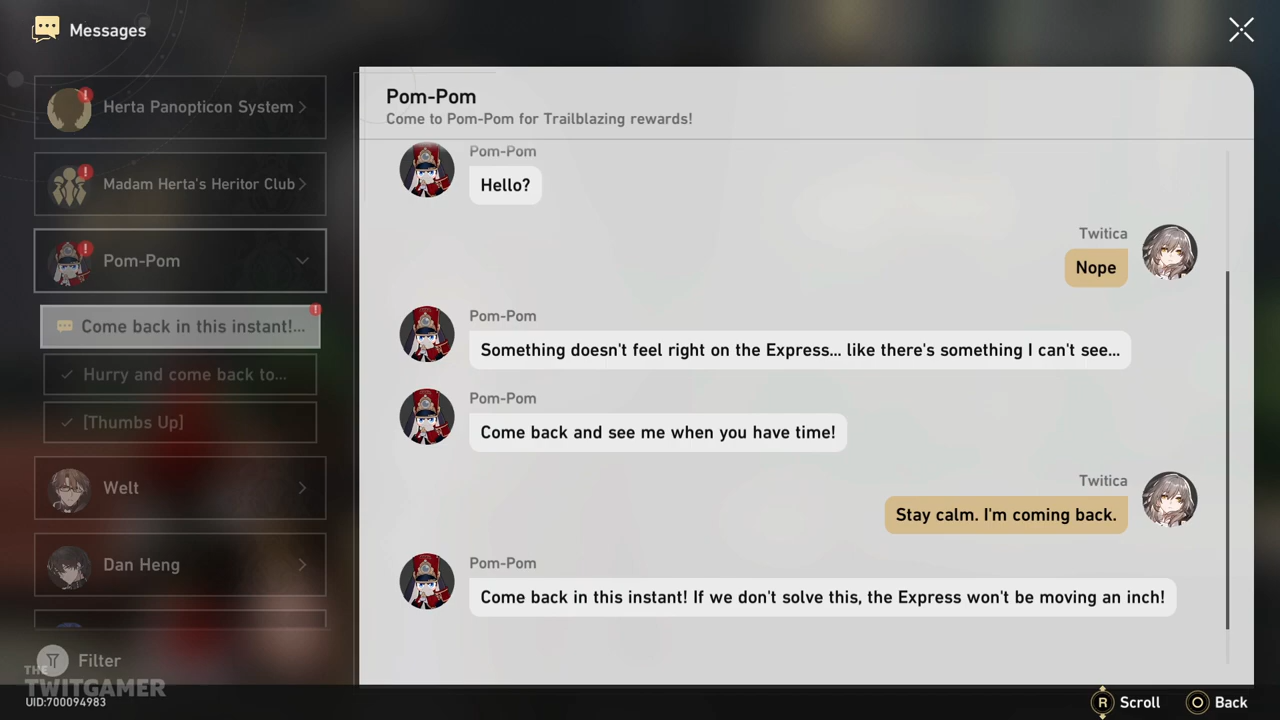 Messages
Herta Panopticon System
Madam Herta's Heritor Club
Pom-Pom
Come back in this instant!...
Hurry and come back to...
[Thumbs Up]
Welt
Dan Heng
Filter
THE
TWITGAMER
UID:700094983
Pom-Pom
Come to Pom-Pom for Trailblazing rewards!
Pom-Pom
Hello?
Twitica
Nope
Pom-Pom
Something doesn't feel right on the Express... like there's something I can't see...
Pom-Pom
Come back and see me when you have time!
Twitica
Stay calm. I'm coming back.
Pom-Pom
Come back in this instant! If we don't solve this, the Express won't be moving an inch!
R Scroll
Back